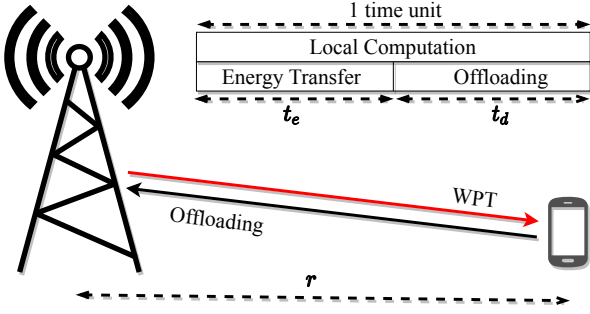 1 time unit
Local Computation
Energy Transfer Offloading
t_e t_d
WPT
Offloading
r